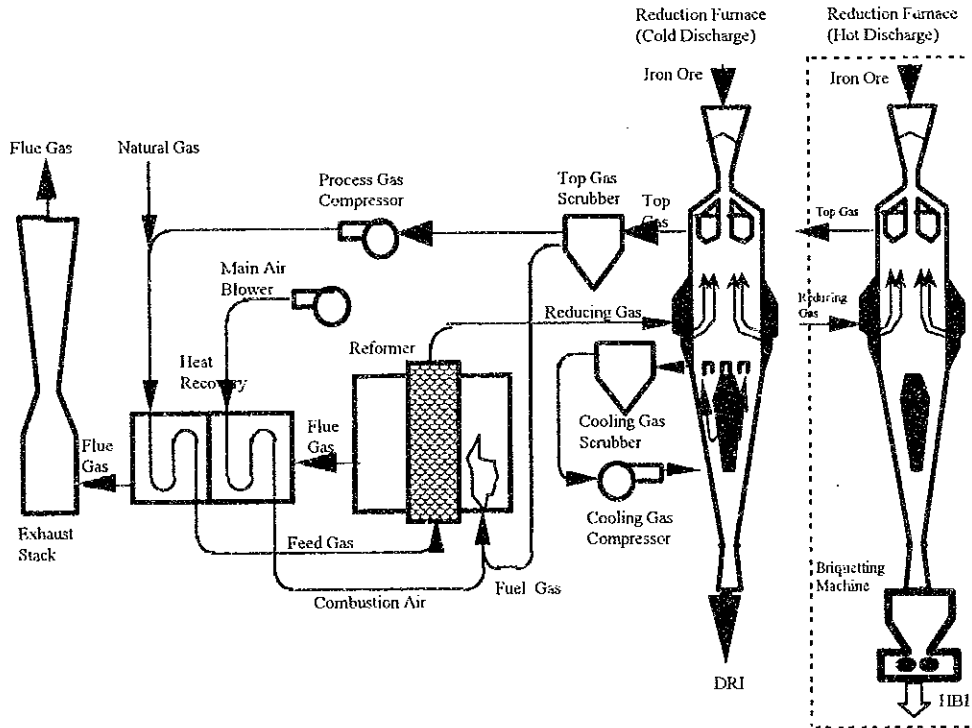 Reduction Furnace
(Cold Discharge)
Reduction Furnace
(Hot Discharge)
Iron Ore
Iron Ore
Flue Gas
Natural Gas
Process Gas
Compressor
Top Gas
Scrubber
Top
Gas
Top Gas
Main Air
Blower
Reducing Gas
Reducing
Gas
Reformer
Heat
Recovery
Flue
Gas
Flue
Gas
Cooling Gas
Scrubber
Exhaust
Stack
Feed Gas
Cooling Gas
Compressor
Combustion Air
Fuel Gas
Briquetting
Machine
DRI
HBI